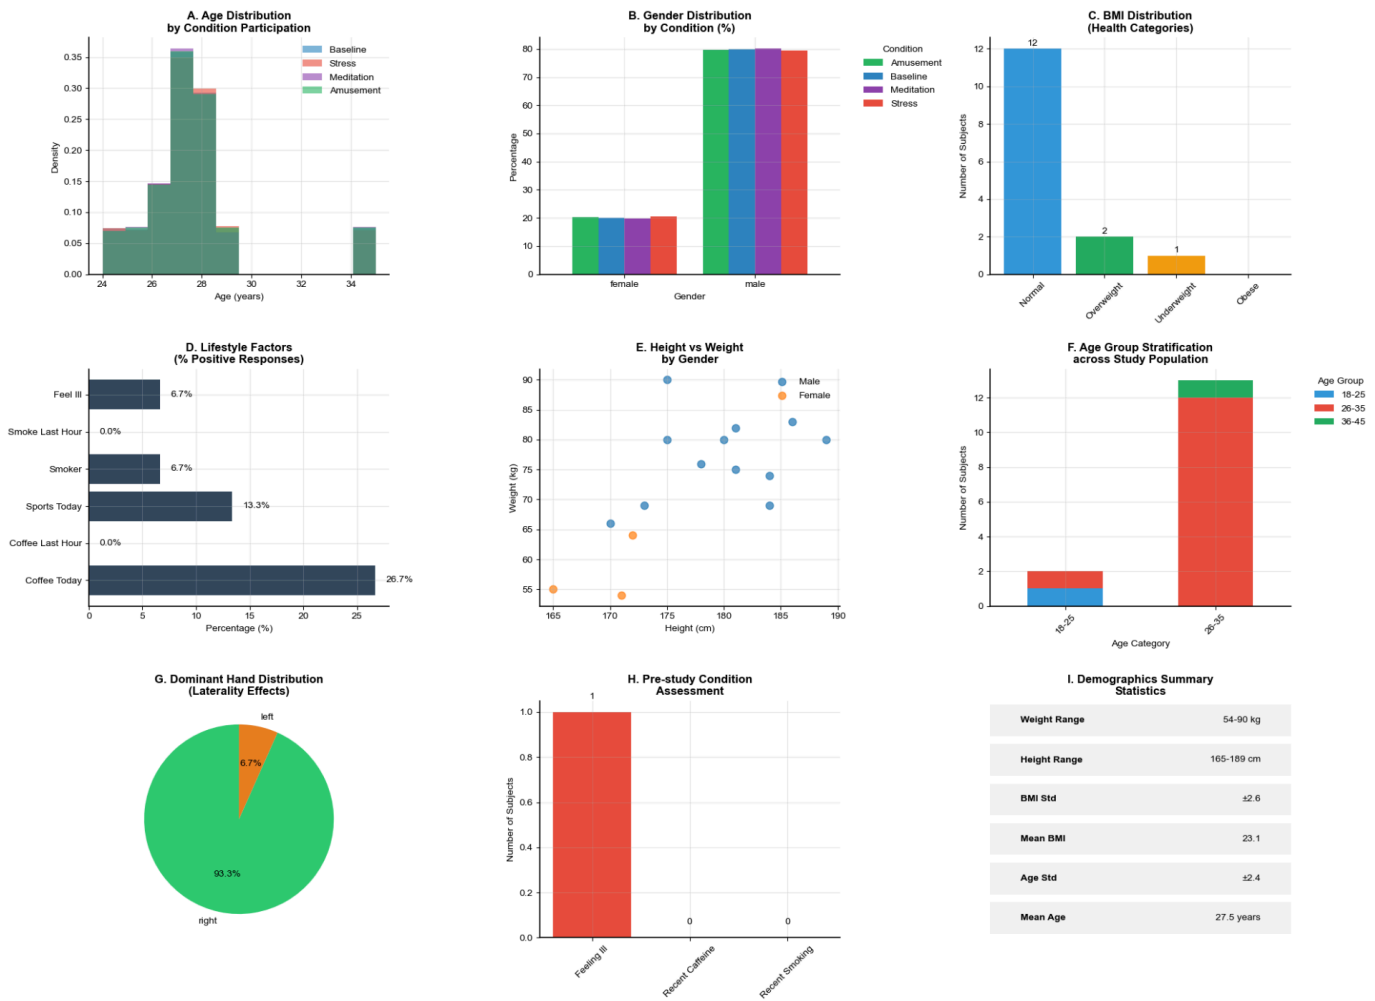 A. Age Distribution
by Condition Participation
0.35
0.30
0.25
0.20
0.15
0.10
0.05
0.00
Density
24
26
28
30
32
34
Age (years)
Baseline
Stress
Meditation
Amusement
B. Gender Distribution
by Condition (%)
80
70
60
50
40
30
20
10
0
Percentage
female
male
Gender
Condition
Amusement
Baseline
Meditation
Stress
C. BMI Distribution
(Health Categories)
12
10
8
6
4
2
0
Number of Subjects
12
2
1
Normal
Overweight
Underweight
Obese
D. Lifestyle Factors
(% Positive Responses)
Feel Ill
6.7%
Smoke Last Hour
0.0%
Smoker
6.7%
Sports Today
13.3%
Coffee Last Hour
0.0%
Coffee Today
26.7%
0
5
10
15
20
25
Percentage (%)
E. Height vs Weight
by Gender
90
85
80
75
70
65
60
55
Weight (kg)
165
170
175
180
185
190
Height (cm)
Male
Female
F. Age Group Stratification
across Study Population
12
10
8
6
4
2
0
Number of Subjects
18-25
26-35
Age Category
Age Group
18-25
26-35
36-45
G. Dominant Hand Distribution
(Laterality Effects)
left
6.7%
93.3%
right
H. Pre-study Condition
Assessment
1
1.0
0.8
0.6
0.4
0.2
0.0
Number of Subjects
0
0
Feeling Ill
Recent Caffeine
Recent Smoking
I. Demographics Summary
Statistics
Weight Range 54-90 kg
Height Range 165-189 cm
BMI Std ±2.6
Mean BMI 23.1
Age Std ±2.4
Mean Age 27.5 years